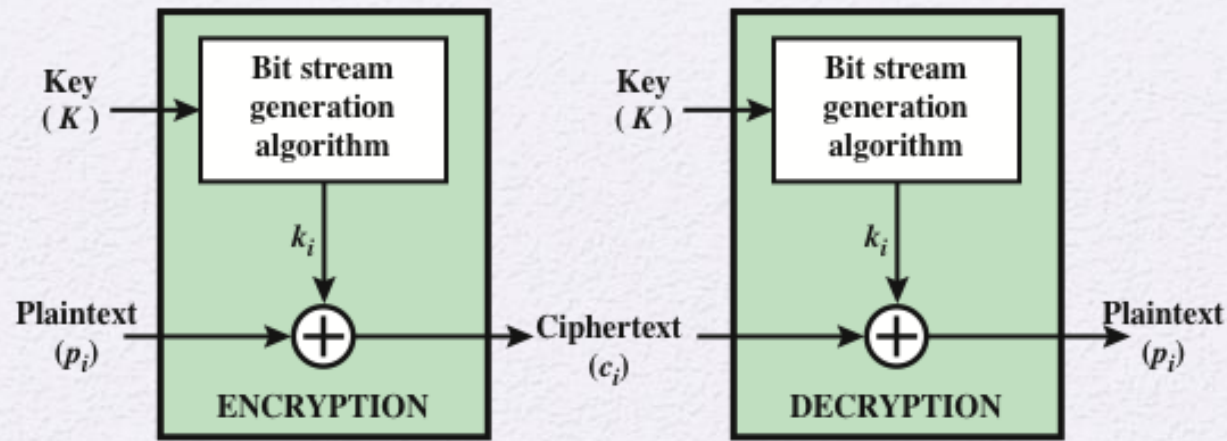 Key
( K )
Bit stream
generation
algorithm
k_i
Plaintext
(p_i)
ENCRYPTION
Ciphertext
(c_i)
Key
( K )
Bit stream
generation
algorithm
k_i
DECRYPTION
Plaintext
(p_i)